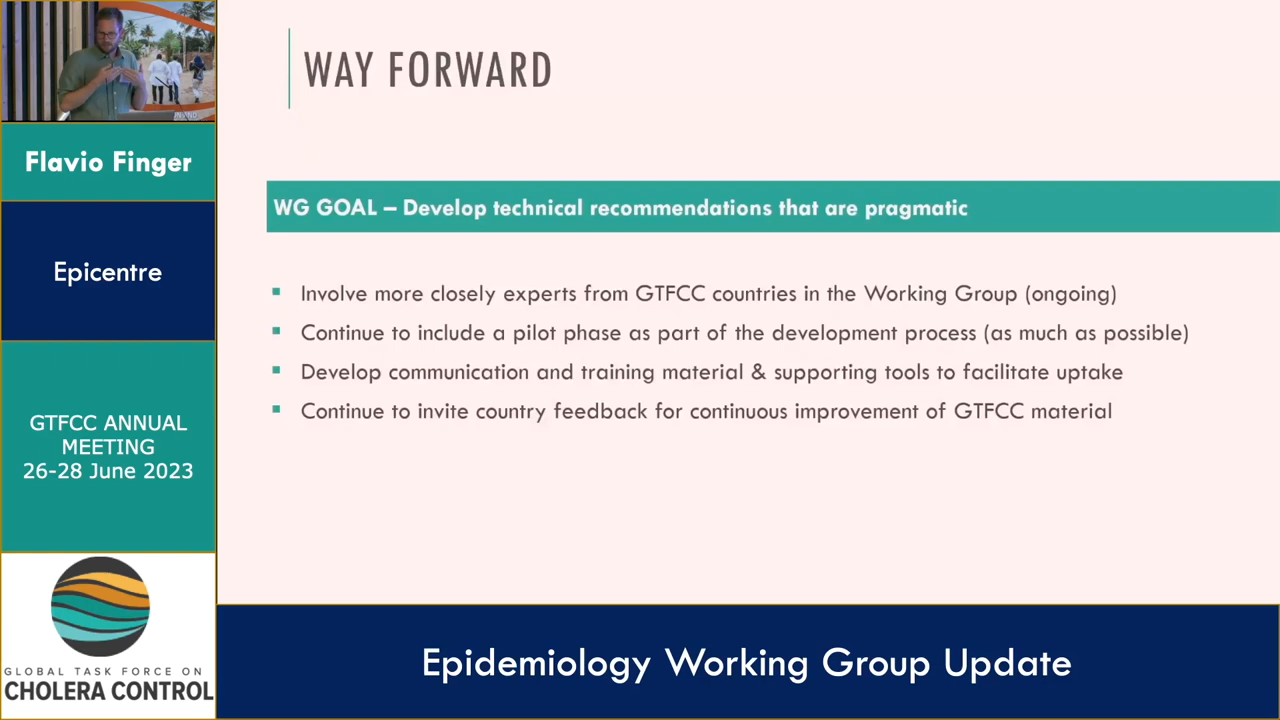 WAY FORWARD
Flavio Finger
Epicentre
GTFCC ANNUAL
MEETING
26-28 June 2023
GLOBAL TASK FORCE ON
CHOLERA CONTROL
WG GOAL – Develop technical recommendations that are pragmatic
Involve more closely experts from GTFCC countries in the Working Group (ongoing)
Continue to include a pilot phase as part of the development process (as much as possible)
Develop communication and training material & supporting tools to facilitate uptake
Continue to invite country feedback for continuous improvement of GTFCC material
Epidemiology Working Group Update